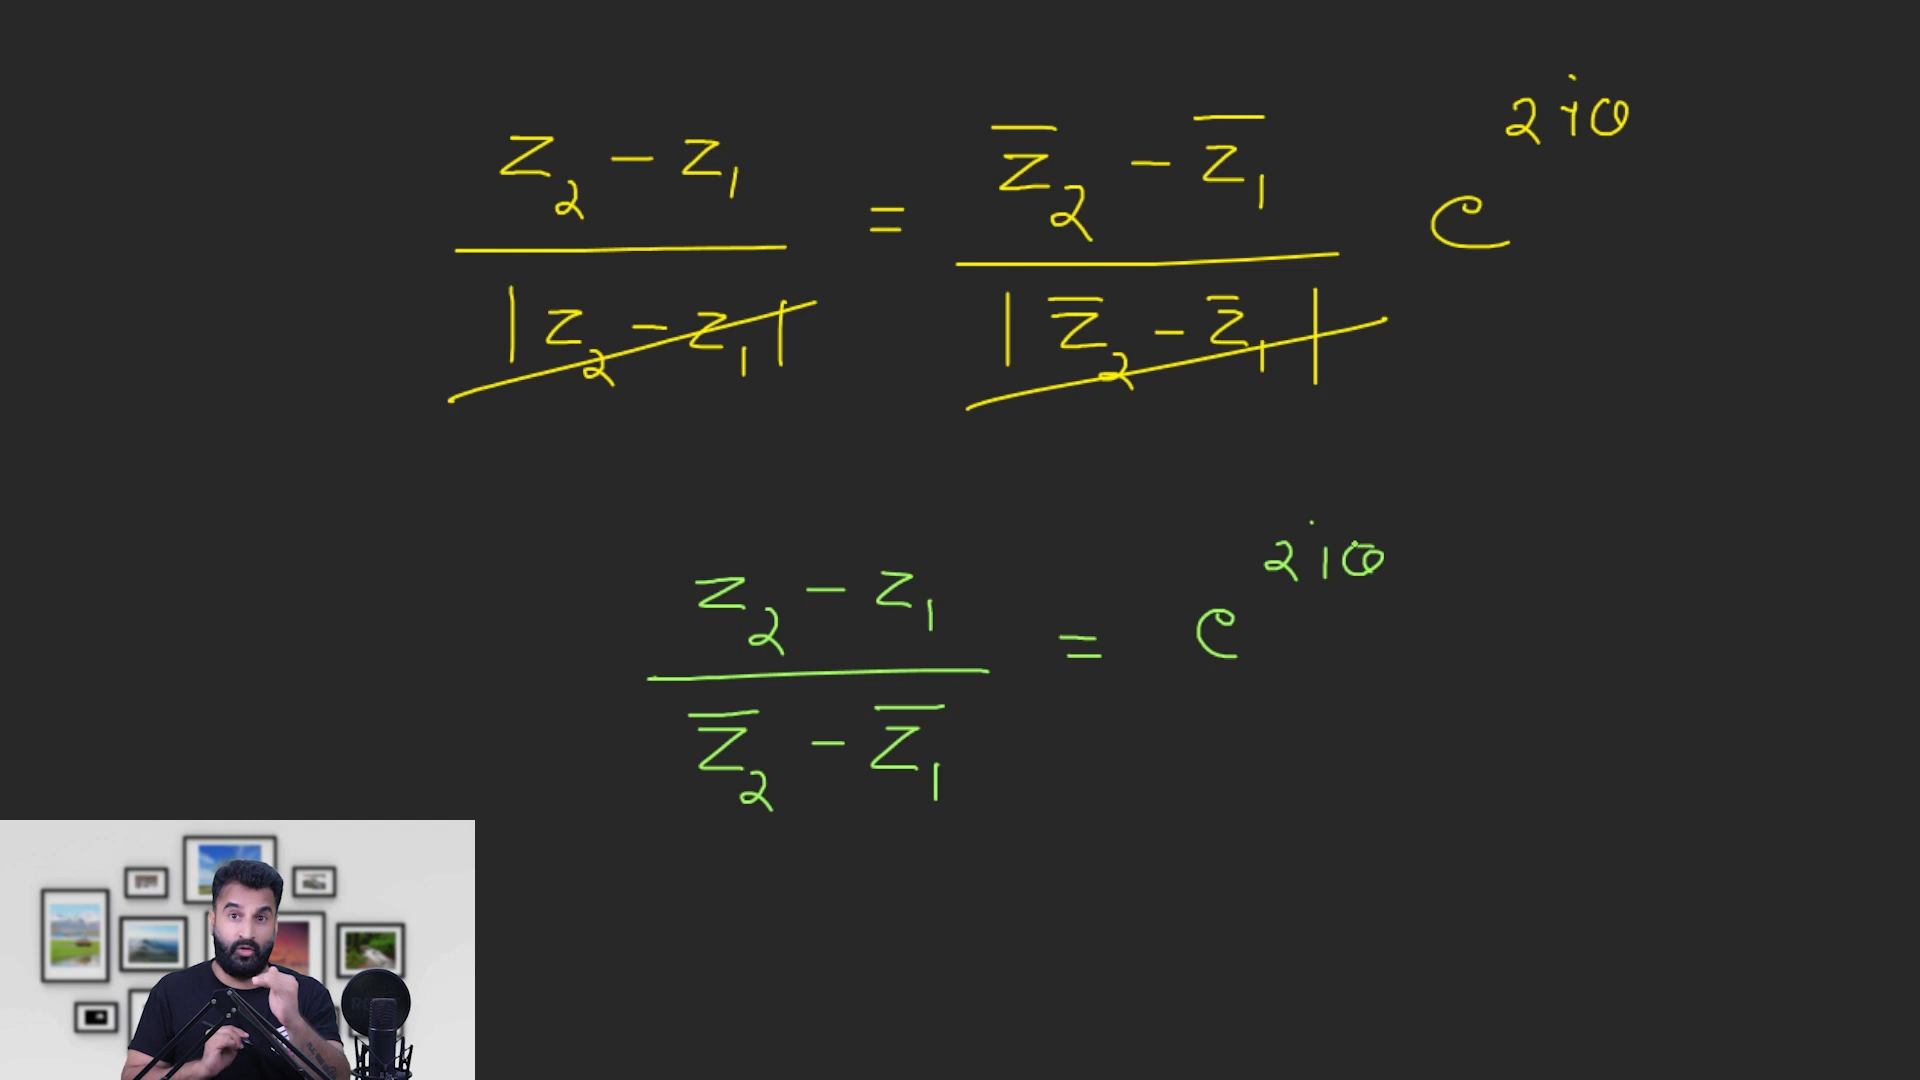 z₂ - z₁ / |z₂ - z₁| = z̅₂ - z̅₁ / |z̅₂ - z̅₁| e^{2iθ}
z₂ - z₁ / z̅₂ - z̅₁ = e^{2iθ}